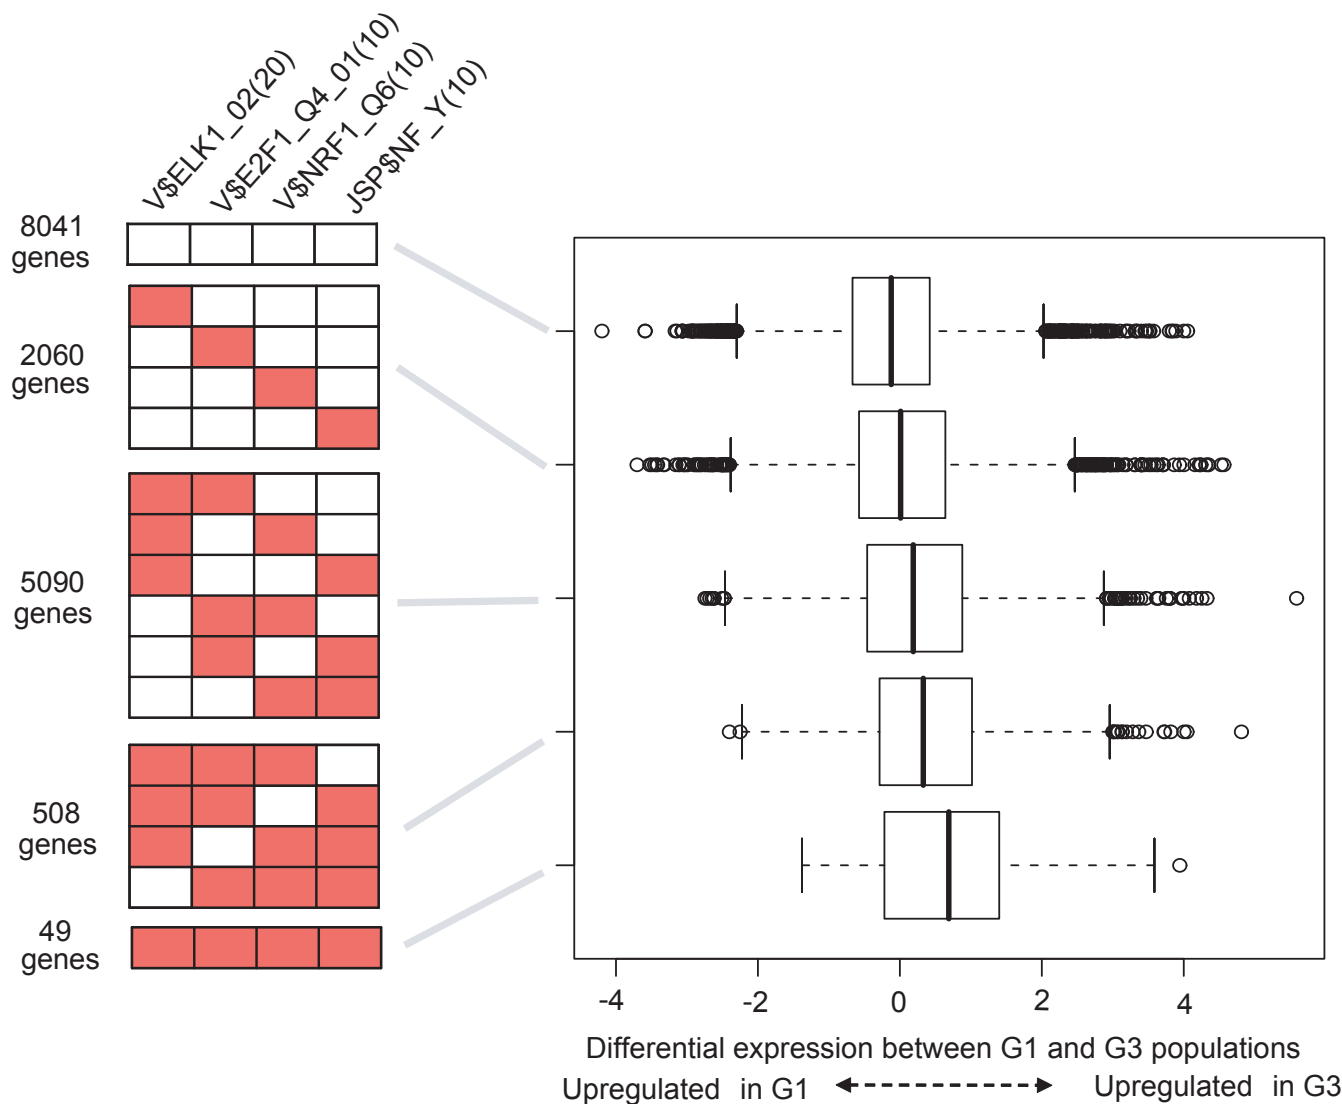 V$ELK1_02(20)
V$E2F1_Q4_01(10)
V$NRF1_Q6(10)
JSP$NF_Y(10)
8041
genes
2060
genes
5090
genes
508
genes
49
genes
-4 -2 0 2 4
Differential expression between G1 and G3 populations
Upregulated in G1 Upregulated in G3